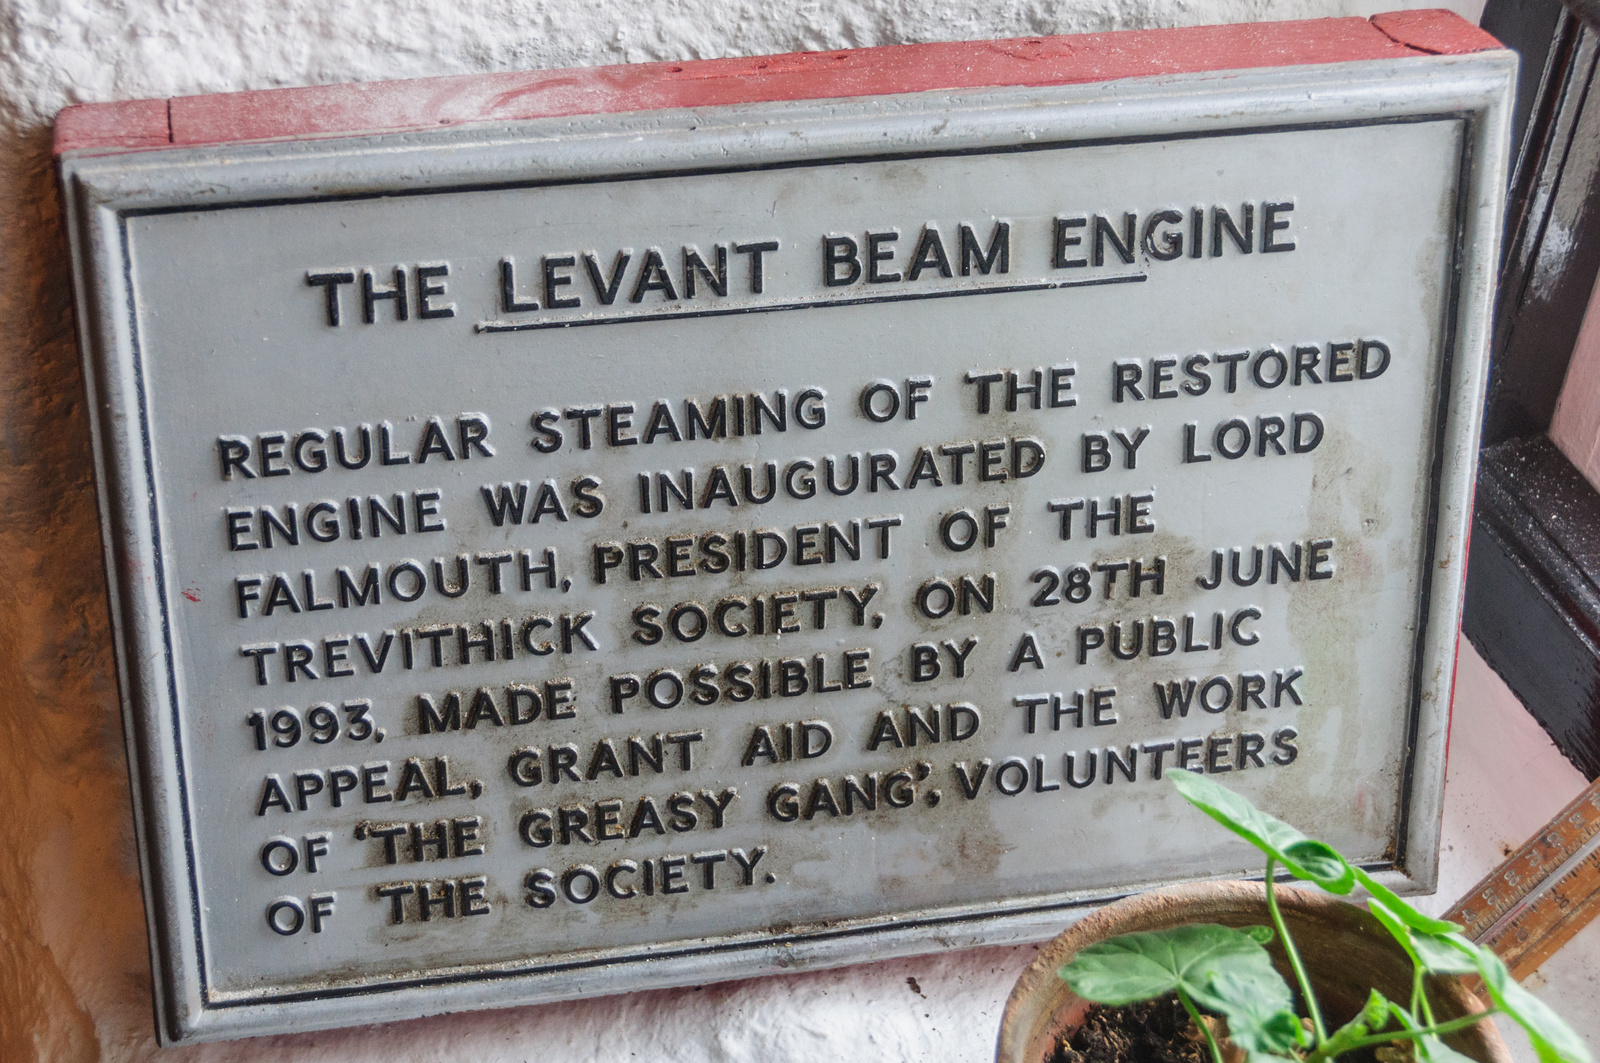 THE LEVANT BEAM ENGINE
REGULAR STEAMING OF THE RESTORED
ENGINE WAS INAUGURATED BY LORD
FALMOUTH, PRESIDENT OF THE
TREVITHICK SOCIETY, ON 28TH JUNE
1993, MADE POSSIBLE BY A PUBLIC
APPEAL, GRANT AID AND THE WORK
OF 'THE GREASY GANG', VOLUNTEERS
OF THE SOCIETY.